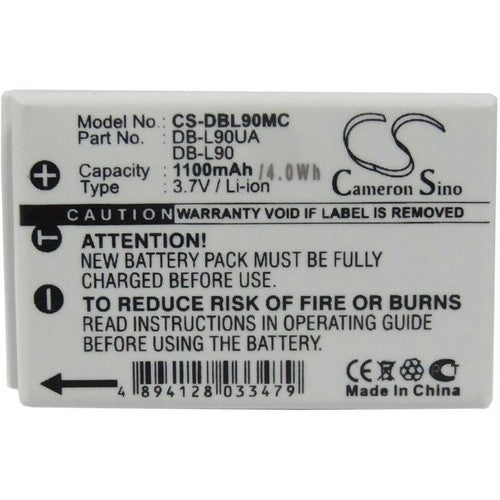 Model No.: CS-DBL90MC
Part No.: DB-L90UA
DB-L90
Capacity : 1100mAh/4.0Wh
Type : 3.7V / Li-ion
CS
Cameron Sino
CAUTION WARRANTY VOID IF LABEL IS REMOVED
ATTENTION!
NEW BATTERY PACK MUST BE FULLY
CHARGED BEFORE USE.
TO REDUCE RISK OF FIRE OR BURNS
READ INSTRUCTION IN OPERATING GUIDE
BEFORE USING THE BATTERY.
+
T
-
4 894128 033479
CE
Made In China